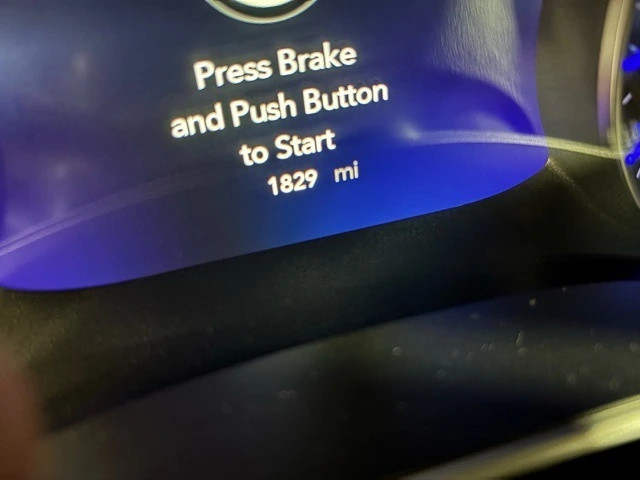 Press Brake
and Push Button
to Start
1829 mi